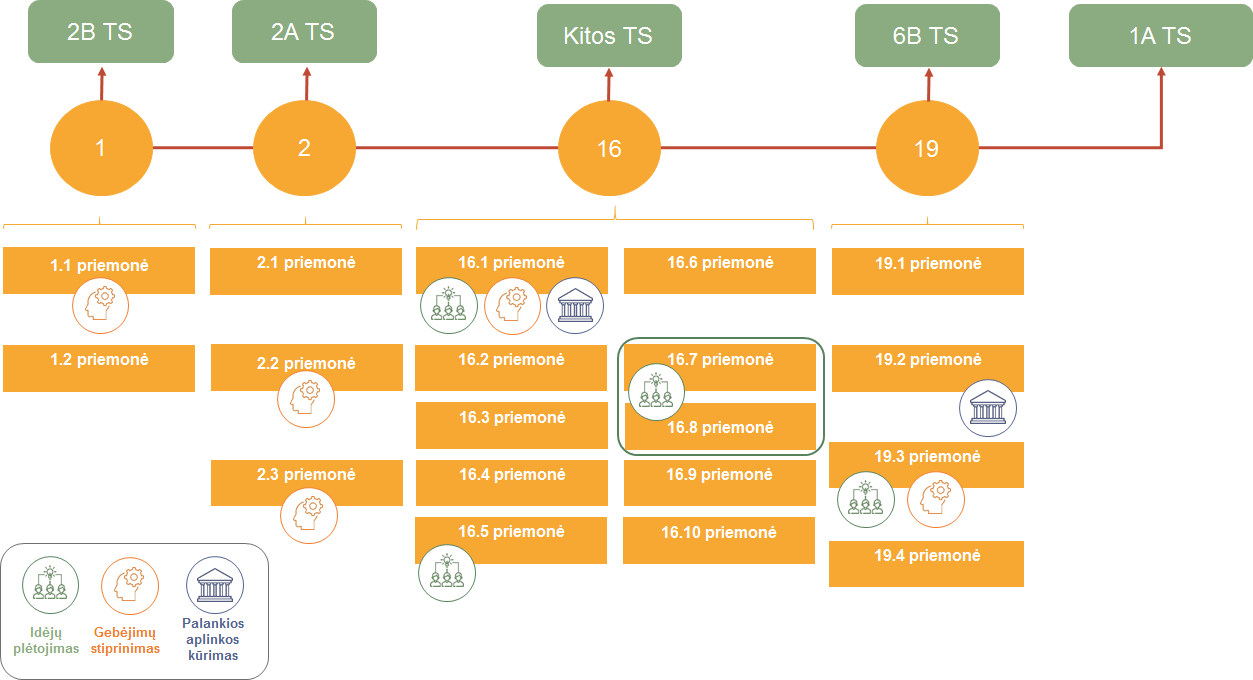 2B TS
2A TS
Kitos TS
6B TS
1A TS
1
2
16
19
1.1 priemonė
1.2 priemonė
2.1 priemonė
2.2 priemonė
2.3 priemonė
16.1 priemonė
16.2 priemonė
16.3 priemonė
16.4 priemonė
16.5 priemonė
16.6 priemonė
16.7 priemonė
16.8 priemonė
16.9 priemonė
16.10 priemonė
19.1 priemonė
19.2 priemonė
19.3 priemonė
19.4 priemonė
Idėjų
plėtojimas
Gebėjimų
stiprinimas
Palankios
aplinkos
kūrimas